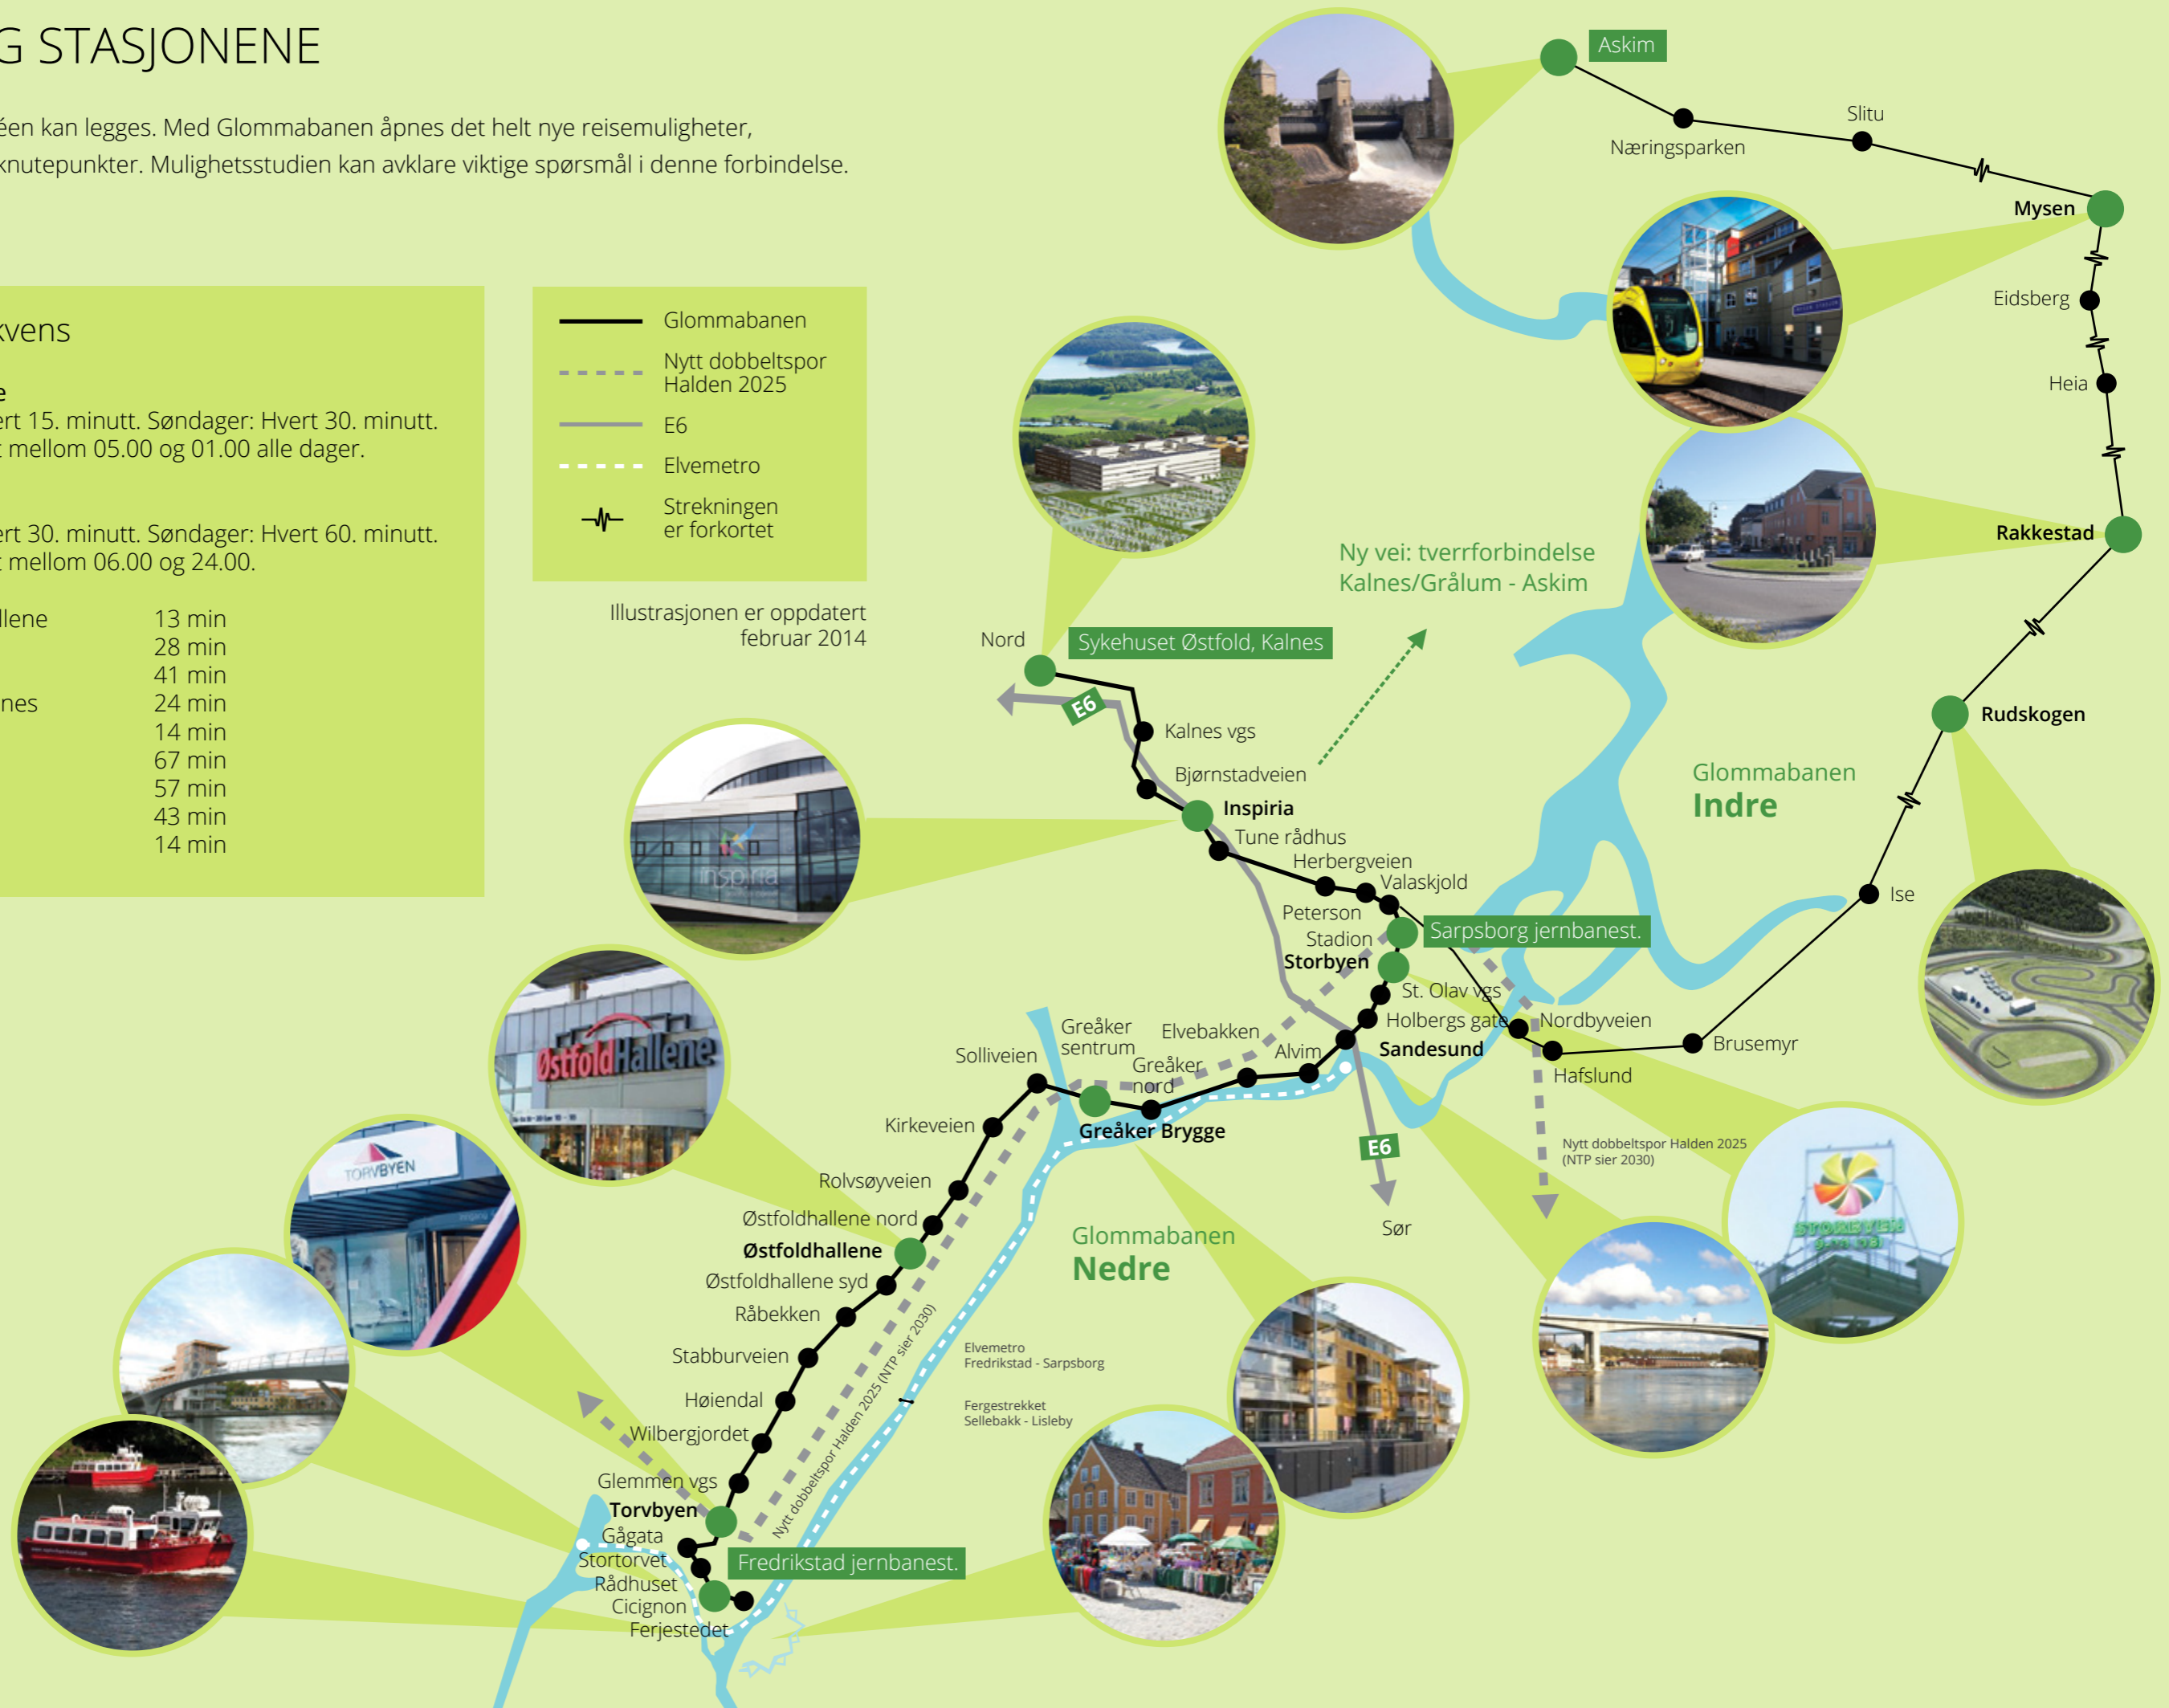 G STASJONENE
éen kan legges. Med Glommabanen åpnes det helt nye reisemuligheter,
knutepunkter. Mulighetsstudien kan avklare viktige spørsmål i denne forbindelse.
kvens
e
ert 15. minutt. Søndager: Hvert 30. minutt.
t mellom 05.00 og 01.00 alle dager.
ert 30. minutt. Søndager: Hvert 60. minutt.
t mellom 06.00 og 24.00.
llene 13 min
28 min
41 min
nes 24 min
14 min
67 min
57 min
43 min
14 min
Glommabanen
Nytt dobbeltspor
Halden 2025
E6
Elvemetro
Strekningen
er forkortet
Illustrasjonen er oppdatert
februar 2014
Askim
Næringsparken
Slitu
Mysen
Eidsberg
Heia
Rakkestad
Rudskogen
Ise
Brusemyr
Hafslund
Nordbyveien
Glommabanen
Indre
Ny vei: tverrforbindelse
Kalnes/Grålum - Askim
Nord
Sykehuset Østfold, Kalnes
E6
Kalnes vgs
Bjørnstadveien
Inspiria
Tune rådhus
Herbergveien
Valaskjold
Peterson
Sarpsborg jernbanest.
Stadion
Storbyen
St. Olav vgs
Holbergs gate
Sandesund
Alvim
Elvebakken
Greåker
nord
Greåker
sentrum
Greåker Brygge
Solliveien
Kirkeveien
Rolvsøyveien
Østfoldhallene nord
Østfoldhallene
Østfoldhallene syd
Råbekken
Stabburveien
Høiendal
Wilbergjordet
Glemmen vgs
Torvbyen
Gågata
Stortorvet
Rådhuset
Cicignon
Ferjestedet
Fredrikstad jernbanest.
E6
Sør
Nytt dobbeltspor Halden 2025
(NTP sier 2030)
Glommabanen
Nedre
Nytt dobbeltspor Halden 2025 (NTP sier 2030)
Elvemetro
Fredrikstad - Sarpsborg
Fergestrekket
Sellebakk - Lisleby
inspiria
ØstfoldHallene
TORVBYEN
STORBYEN